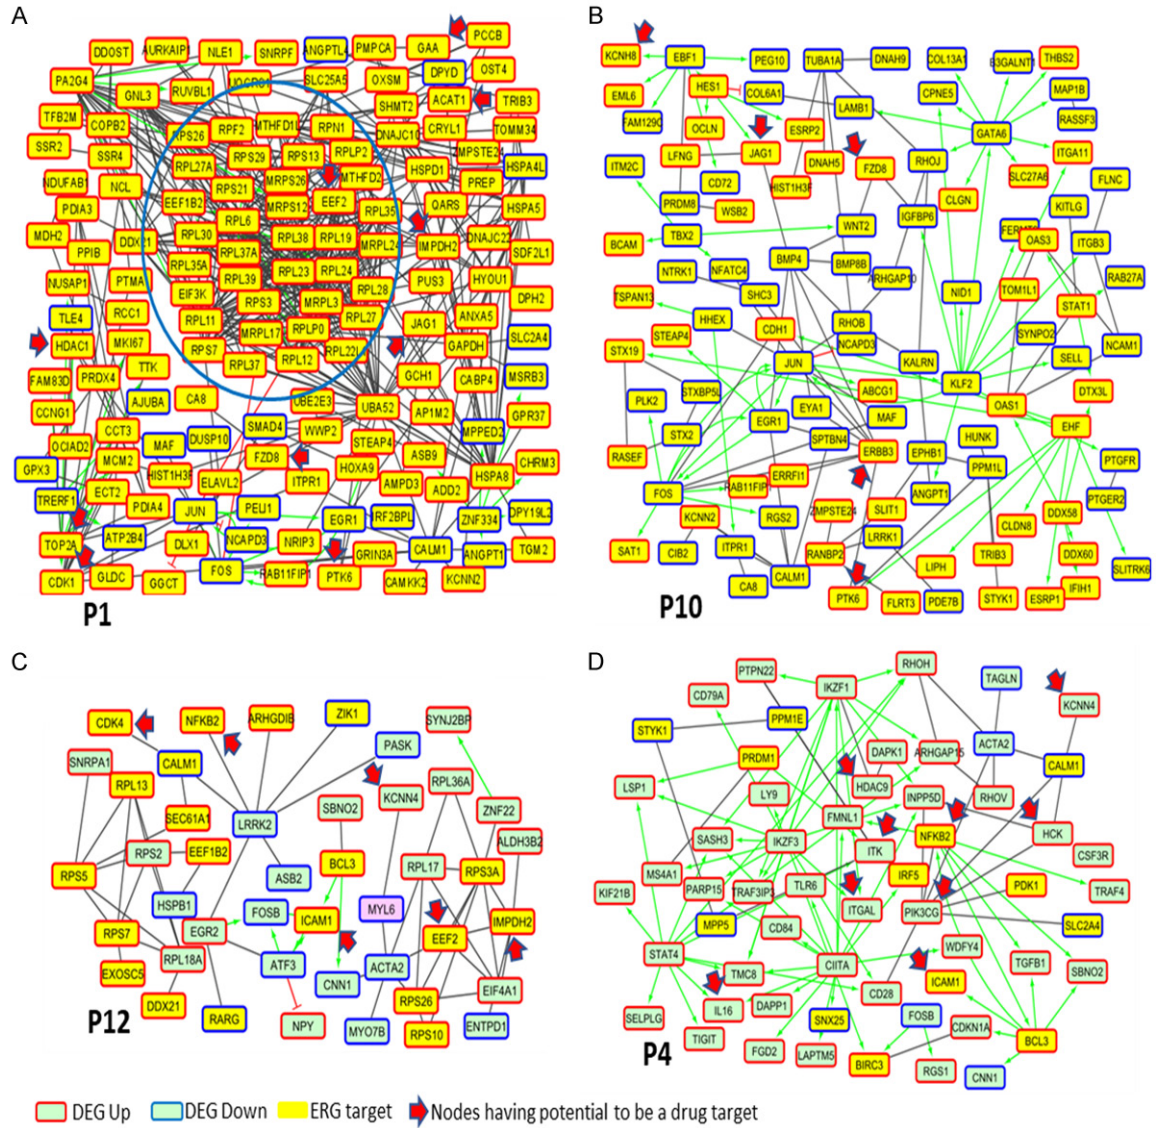 A
B
DDOST AURKAIP1 NLE1 SNRPF ANGPTL4 PMPCA GAA PCCB
PA2G4 GNL3 RUVBL1 SLC25A5 OXSM DPYD OST4
TFB2M COPB2 RPS26 RPF2 MTHFD1L RPN1 SHMT2 ACAT1 TRIB3
SSR2 SSR4 RPL27A RPS29 RPS13 RPLP2 DNAJC10 CRYL1 TOMM34
NDUFAB1 NCL RPS21 MRPS26 MTHFD2 HSPD1 ZMPSTE24 HSPA4L
PDIA3 EEF1B2 MRPS12 EEF2 RPL35 QARS PREP HSPA5
MDH2 PPIB DDX21 RPL30 RPL6 RPL38 RPL19 MRPL24 IMPDH2 DNAJC22 SDF2L1
NUSAP1 PTMA RPL35A RPL37A RPL39 RPL23 RPL24 RPL28 PUS3 HYOU1 DPH2
TLE4 RCC1 EIF3K RPS3 MRPL3 RPL27 JAG1 ANXA5 SLC2A4
HDAC1 MKI67 RPL11 MRPL17 RPLP0 RPL22L GAPDH MSRB3
FAM83D PRDX4 TTK RPS7 RPL37 RPL12 GCH1 CABP4
CCNG1 AJUBA CA8 UBE2E3 UBA52 AP1M2 GPR37
OCIAD2 CCT3 MAF DUSP10 SMAD4 WWP2 STEAP4 ASB9 MPPED2 CHRM3
GPX3 MCM2 HIST1H3F FZD8 HOXA9 HSPA8
TRERF1 ECT2 PDIA4 ELAVL2 ITPR1 AMPD3 ADD2 DPY19L2
TOP2A ATP2B4 JUN PELI1 EGR1 IRF2BPL ZNF334
DLX1 NCAPD3 NRIP3 GRIN3A CALM1 ANGPT1 TGM2
CDK1 GLDC GGCT FOS RAB11FIP1 PTK6 CAMKK2 KCNN2
P1
KCNH8 EBF1 PEG10 TUBA1A DNAH9 COL13A1 B3GALNT1 THBS2
EML6 HES1 COL6A1 LAMB1 CPNE5 MAP1B
FAM129C OCLN ESRP2 GATA6 RASSF3
ITM2C LFNG JAG1 DNAH5 FZD8 RHOJ ITGA11
CD72 HIST1H3F SLC27A6 FLNC
PRDM8 WSB2 IGFBP6 CLGN KITLG
BCAM TBX2 WNT2 OAS3 ITGB3
NTRK1 NFATC4 BMP4 BMP8B ARHGAP10 RAB27A
TSPAN13 SHC3 NID1 TOM1L1 STAT1
STEAP4 HHEX CDH1 RHOB SYNPO2 NCAM1
STX19 JUN NCAPD3 KALRN SELL
PLK2 STXBP5L ABCG1 KLF2 OAS1 DTX3L
STX2 EGR1 EYA1 MAF HUNK EHF
RASEF SPTBN4 ERBB3 EPHB1 PPM1L PTGFR
FOS RAB11FIP1 ERRFI1 ANGPT1 PTGER2
KCNN2 RGS2 ZMPSTE24 SLIT1 CLDN8 DDX58
SAT1 CIB2 ITPR1 RANBP2 LRRK1 TRIB3 DDX60
CA8 CALM1 LIPH SLITRK6
P10 PTK6 FLRT3 PDE7B STYK1 ESRP1 IFIH1
C
D
CDK4 NFKB2 ARHGDIB ZIK1 SYNJ2BP
SNRPA1 CALM1 PASK
RPL13 KCNN4 RPL36A
SEC61A1 LRRK2 SBNO2 ZNF22
RPS2 EEF1B2 BCL3 RPL17 ALDH3B2
RPS5 ASB2 RPS3A
HSPB1 FOSB ICAM1 MYL6 IMPDH2
RPS7 EGR2 EEF2
EXOSC5 RPL18A ATF3 CNN1 ACTA2 EIF4A1
DDX21 RARG NPY RPS26
P12 MYO7B RPS10 ENTPD1
PTPN22 IKZF1 RHOH TAGLN
CD79A KCNN4
STYK1 PPM1E ACTA2
PRDM1 DAPK1 ARHGAP15 CALM1
LSP1 LY9 HDAC9 INPP5D RHOV
SASH3 IKZF3 FMNL1 NFKB2 HCK
ITK CSF3R
MS4A1 TLR6 IRF5 PDK1
KIF21B PARP15 TRAF3IP3 TRAF4
MPP5 CD84 ITGAL PIK3CG SLC2A4
STAT4 CIITA WDFY4 TGFB1 SBNO2
TMC8 CD28 ICAM1
SELPLG IL16 DAPP1 SNX25 FOSB CDKN1A
P4 TIGIT FGD2 LAPTM5 BIRC3 RGS1 CNN1 BCL3
DEG Up DEG Down ERG target Nodes having potential to be a drug target